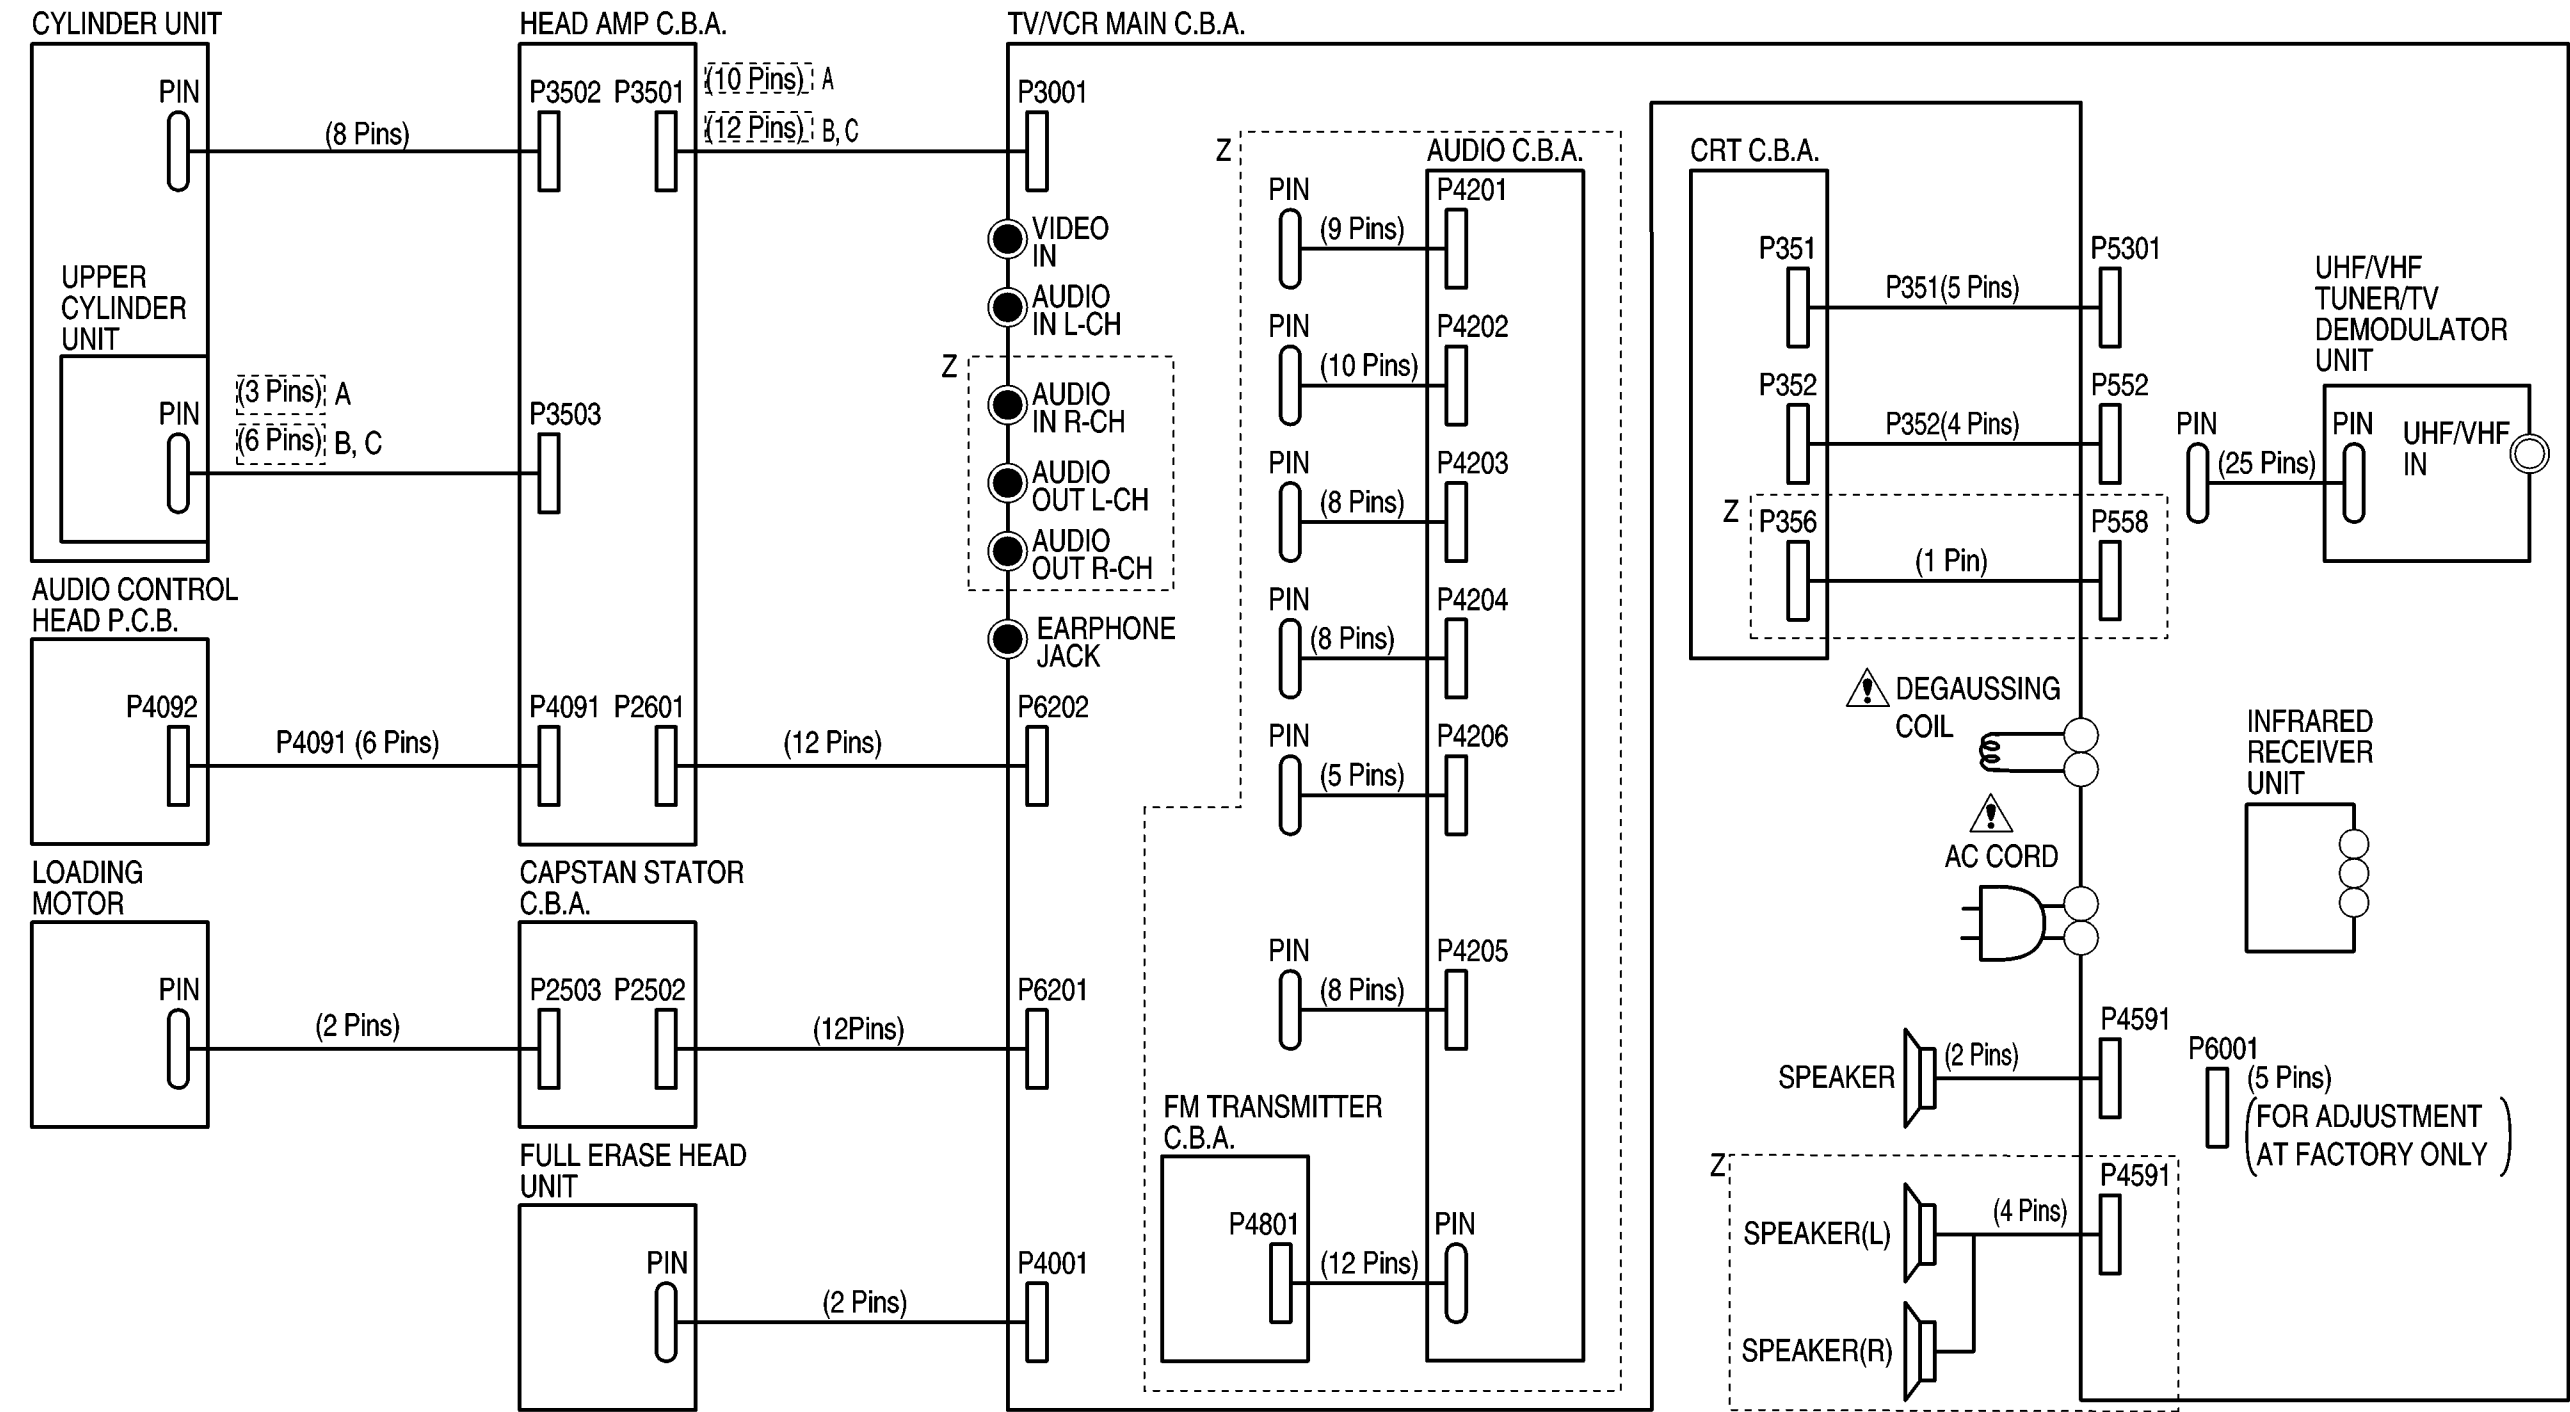 CYLINDER UNIT
PIN
(8 Pins)
UPPER
CYLINDER
UNIT
PIN
(3 Pins) A
(6 Pins) B, C
HEAD AMP C.B.A.
P3502 P3501
(10 Pins) A
(12 Pins) B, C
P3503
P4091 P2601
(12 Pins)
AUDIO CONTROL
HEAD P.C.B.
P4092
P4091 (6 Pins)
LOADING
MOTOR
PIN
(2 Pins)
CAPSTAN STATOR
C.B.A.
P2503 P2502
(12Pins)
FULL ERASE HEAD
UNIT
PIN
(2 Pins)
TV/VCR MAIN C.B.A.
P3001
VIDEO
IN
AUDIO
IN L-CH
Z
AUDIO
IN R-CH
AUDIO
OUT L-CH
AUDIO
OUT R-CH
EARPHONE
JACK
P6202
P6201
P4001
Z
AUDIO C.B.A.
PIN
(9 Pins)
P4201
PIN
(10 Pins)
P4202
PIN
(8 Pins)
P4203
PIN
(8 Pins)
P4204
PIN
(5 Pins)
P4206
PIN
(8 Pins)
P4205
FM TRANSMITTER
C.B.A.
P4801
(12 Pins)
PIN
CRT C.B.A.
P351
P351(5 Pins)
P5301
P352
P352(4 Pins)
P552
Z
P356
(1 Pin)
P558
DEGAUSSING
COIL
AC CORD
SPEAKER
(2 Pins)
P4591
Z
SPEAKER(L)
(4 Pins)
P4591
SPEAKER(R)
UHF/VHF
TUNER/TV
DEMODULATOR
UNIT
PIN
(25 Pins)
PIN
UHF/VHF
IN
INFRARED
RECEIVER
UNIT
P6001
(5 Pins)
(FOR ADJUSTMENT
AT FACTORY ONLY)